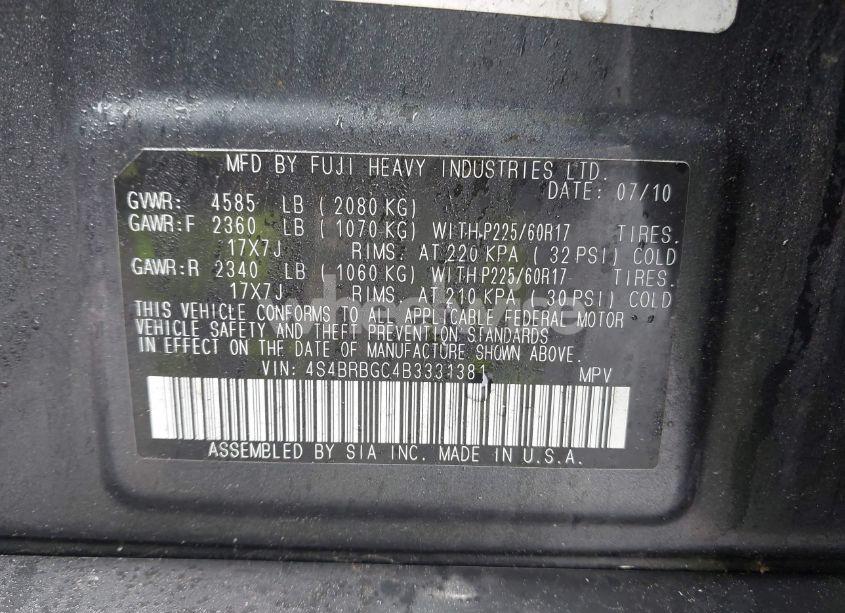 MFD BY FUJI HEAVY INDUSTRIES LTD.
DATE: 07/10
GVWR: 4585 LB (2080 KG)
GAWR:F 2360 LB (1070 KG) WITH P225/60R17 TIRES.
17X7J RIMS, AT 220 KPA (32 PSI) COLD
GAWR:R 2340 LB (1060 KG) WITH P225/60R17 TIRES.
17X7J RIMS, AT 210 KPA (30 PSI) COLD
THIS VEHICLE CONFORMS TO ALL APPLICABLE FEDERAL MOTOR
VEHICLE SAFETY AND THEFT PREVENTION STANDARDS
IN EFFECT ON THE DATE OF MANUFACTURE SHOWN ABOVE.
VIN: 4S4BRBGC4B3331381 MPV
ASSEMBLED BY SIA INC. MADE IN U.S.A.